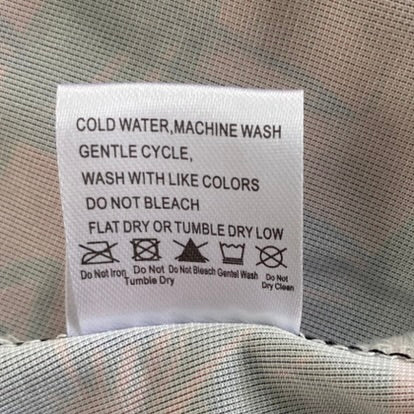 COLD WATER,MACHINE WASH
GENTLE CYCLE,
WASH WITH LIKE COLORS
DO NOT BLEACH
FLAT DRY OR TUMBLE DRY LOW
Do Not Iron Do Not Tumble Dry Do Not Bleach Gentel Wash Do Not Dry Clean